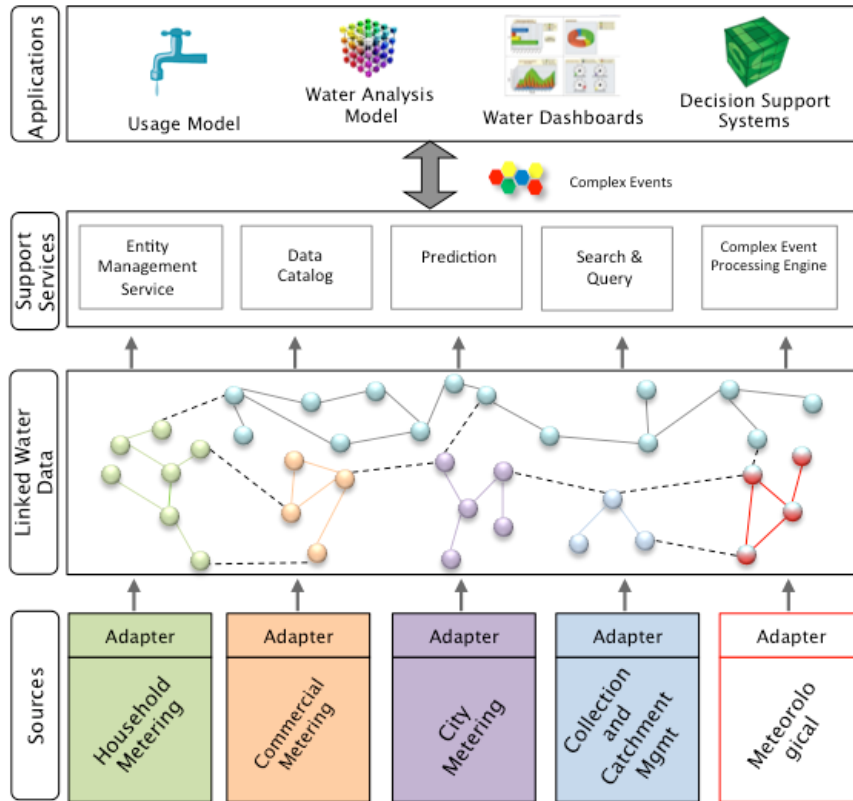 Applications
Usage Model
Water Analysis
Model
Water Dashboards
DSS
Decision Support
Systems
Complex Events
Support
Services
Entity
Management
Service
Data
Catalog
Prediction
Search &
Query
Complex Event
Processing Engine
Linked Water
Data
Sources
Adapter
Household
Metering
Adapter
Commercial
Metering
Adapter
City
Metering
Adapter
Collection
and
Catchment
Mgmt
Adapter
Meteorolo
gical